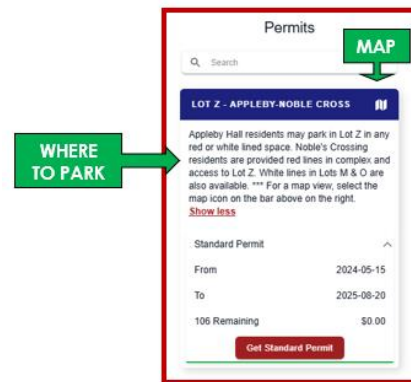 Permits
MAP
Search
LOT Z - APPLEBY-NOBLE CROSS
Appleby Hall residents may park in Lot Z in any
red or white lined space. Noble's Crossing
residents are provided red lines in complex and
access to Lot Z. White lines in Lots M & O are
also available. *** For a map view, select the
map icon on the bar above on the right.
Show less
WHERE
TO PARK
Standard Permit
From 2024-05-15
To 2025-08-20
106 Remaining $0.00
Get Standard Permit